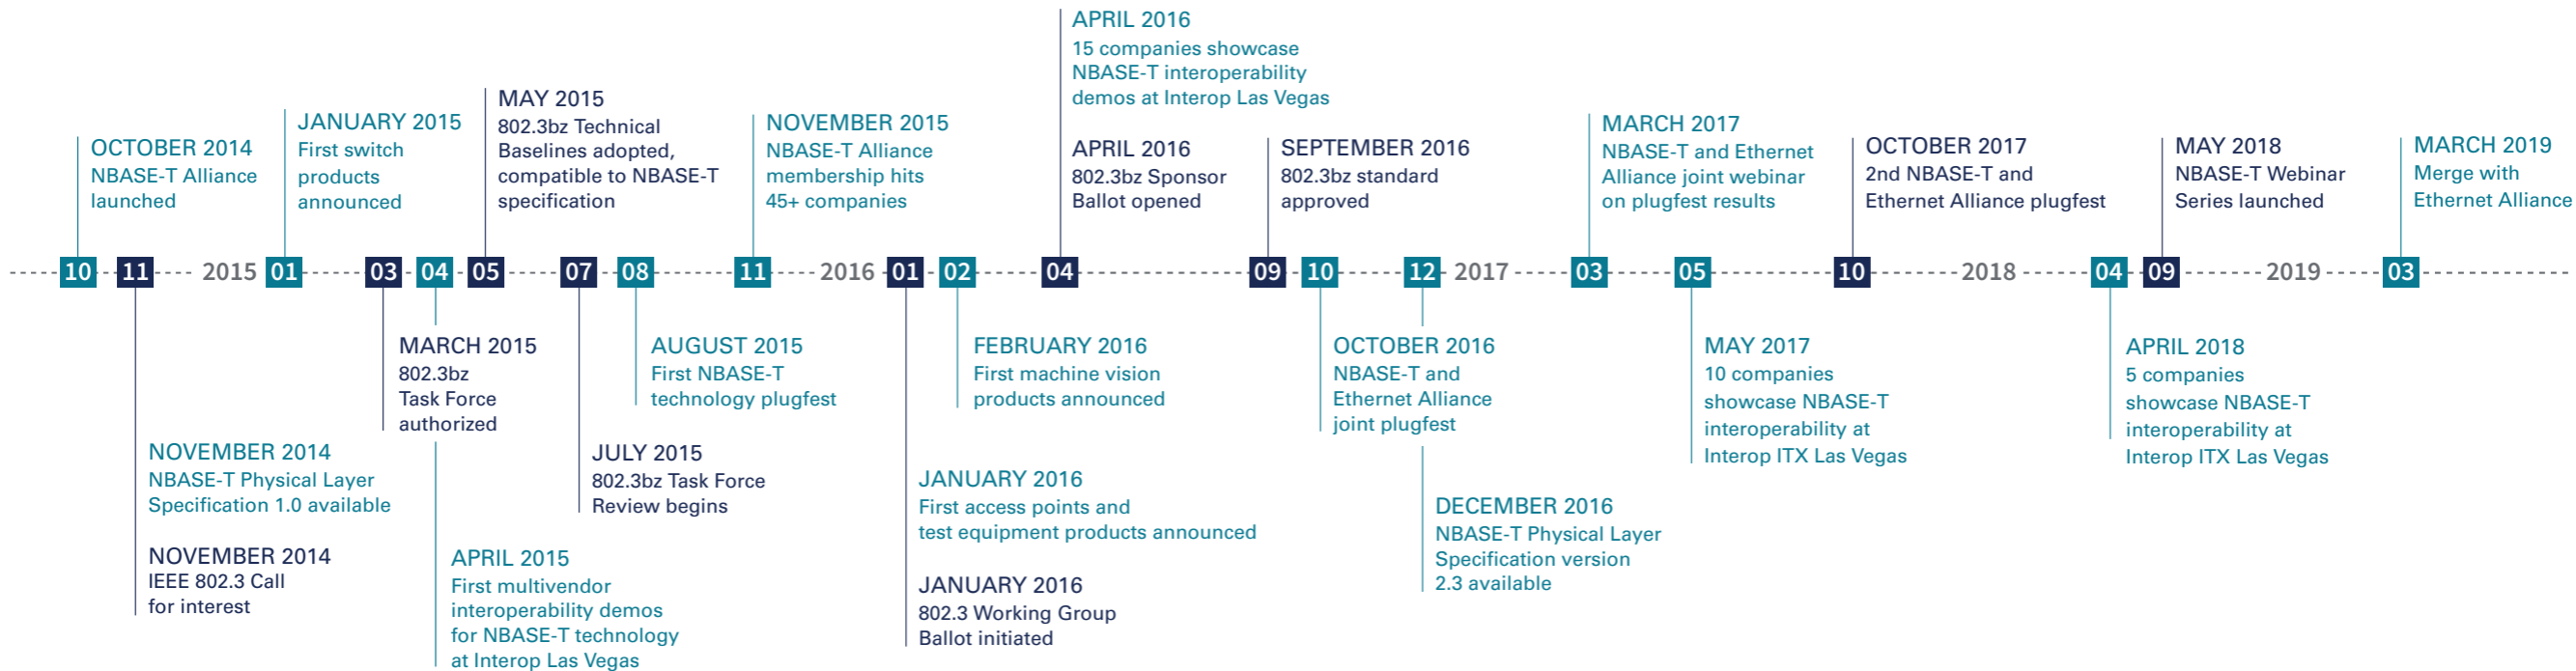 APRIL 2016
15 companies showcase
NBASE-T interoperability
demos at Interop Las Vegas
OCTOBER 2014
NBASE-T Alliance
launched
JANUARY 2015
First switch
products
announced
MAY 2015
802.3bz Technical
Baselines adopted,
compatible to NBASE-T
specification
NOVEMBER 2015
NBASE-T Alliance
membership hits
45+ companies
APRIL 2016
802.3bz Sponsor
Ballot opened
SEPTEMBER 2016
802.3bz standard
approved
MARCH 2017
NBASE-T and Ethernet
Alliance joint webinar
on plugfest results
OCTOBER 2017
2nd NBASE-T and
Ethernet Alliance plugfest
MAY 2018
NBASE-T Webinar
Series launched
MARCH 2019
Merge with
Ethernet Alliance
10 11 2015 01 03 04 05 07 08 11 2016 01 02 04 09 10 12 2017 03 05 10 2018 04 09 2019 03
NOVEMBER 2014
NBASE-T Physical Layer
Specification 1.0 available
NOVEMBER 2014
IEEE 802.3 Call
for interest
MARCH 2015
802.3bz
Task Force
authorized
APRIL 2015
First multivendor
interoperability demos
for NBASE-T technology
at Interop Las Vegas
JULY 2015
802.3bz Task Force
Review begins
AUGUST 2015
First NBASE-T
technology plugfest
JANUARY 2016
First access points and
test equipment products announced
JANUARY 2016
802.3 Working Group
Ballot initiated
FEBRUARY 2016
First machine vision
products announced
OCTOBER 2016
NBASE-T and
Ethernet Alliance
joint plugfest
DECEMBER 2016
NBASE-T Physical Layer
Specification version
2.3 available
MAY 2017
10 companies
showcase NBASE-T
interoperability at
Interop ITX Las Vegas
APRIL 2018
5 companies
showcase NBASE-T
interoperability at
Interop ITX Las Vegas